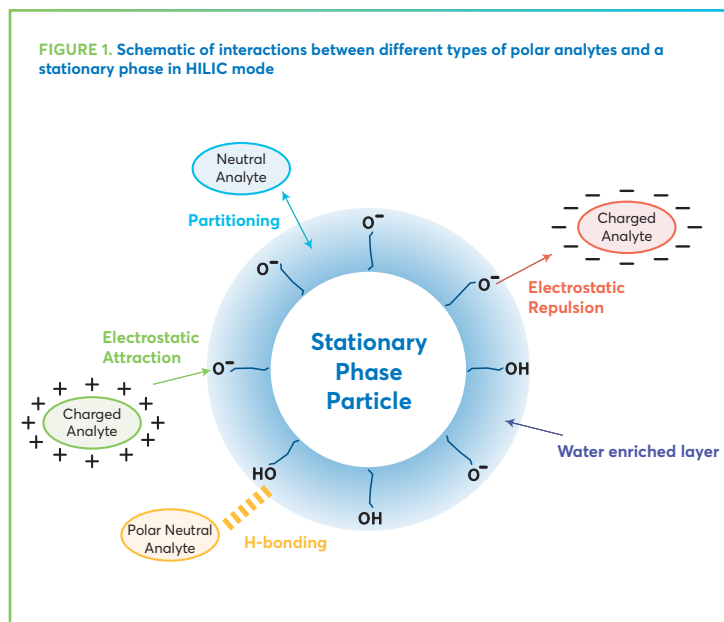 FIGURE 1. Schematic of interactions between different types of polar analytes and a
stationary phase in HILIC mode
Neutral
Analyte
Partitioning
O−
O−
O−
Charged
Analyte
Electrostatic
Repulsion
Electrostatic
Attraction
O−
Charged
Analyte
Stationary
Phase
Particle
OH
Water enriched layer
HO
O−
OH
Polar Neutral
Analyte
H-bonding